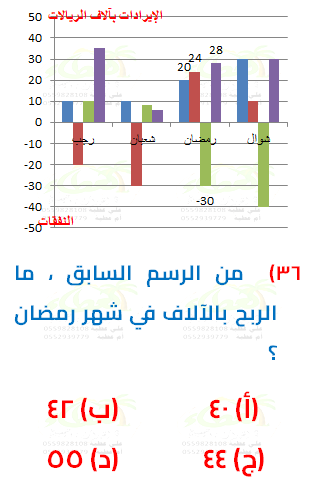 الإيرادات بآلاف الريالات
50
40
30
20
10
0
-10
-20
-30
-40
-50
20
24
28
-30
رجب
شعبان
رمضان
شوال
النفقات
٣٦) من الرسم السابق ، ما
الربح بالآلاف في شهر رمضان
؟
(أ) ٤٠
(ب) ٤٢
(ج) ٤٤
(د) ٥٥